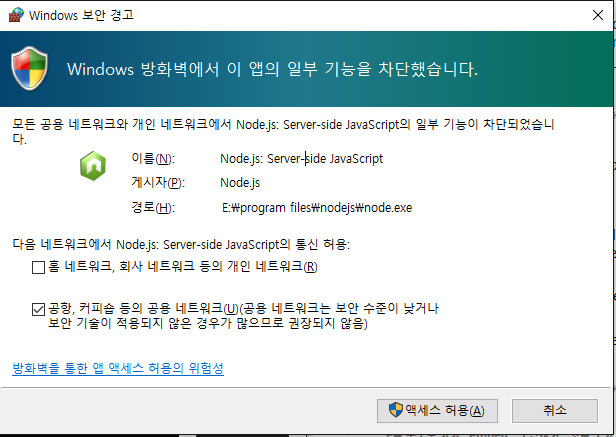 Windows 보안 경고
Windows 방화벽에서 이 앱의 일부 기능을 차단했습니다.
모든 공용 네트워크와 개인 네트워크에서 Node.js: Server-side JavaScript의 일부 기능이 차단되었습니
다.
이름(N): Node.js: Server-side JavaScript
게시자(P): Node.js
경로(H): E:₩program files₩nodejs₩node.exe
다음 네트워크에서 Node.js: Server-side JavaScript의 통신 허용:
홈 네트워크, 회사 네트워크 등의 개인 네트워크(R)
공항, 커피숍 등의 공용 네트워크(U)(공용 네트워크는 보안 수준이 낮거나
보안 기술이 적용되지 않은 경우가 많으므로 권장되지 않음)
방화벽을 통한 앱 액세스 허용의 위험성
액세스 허용(A) 취소